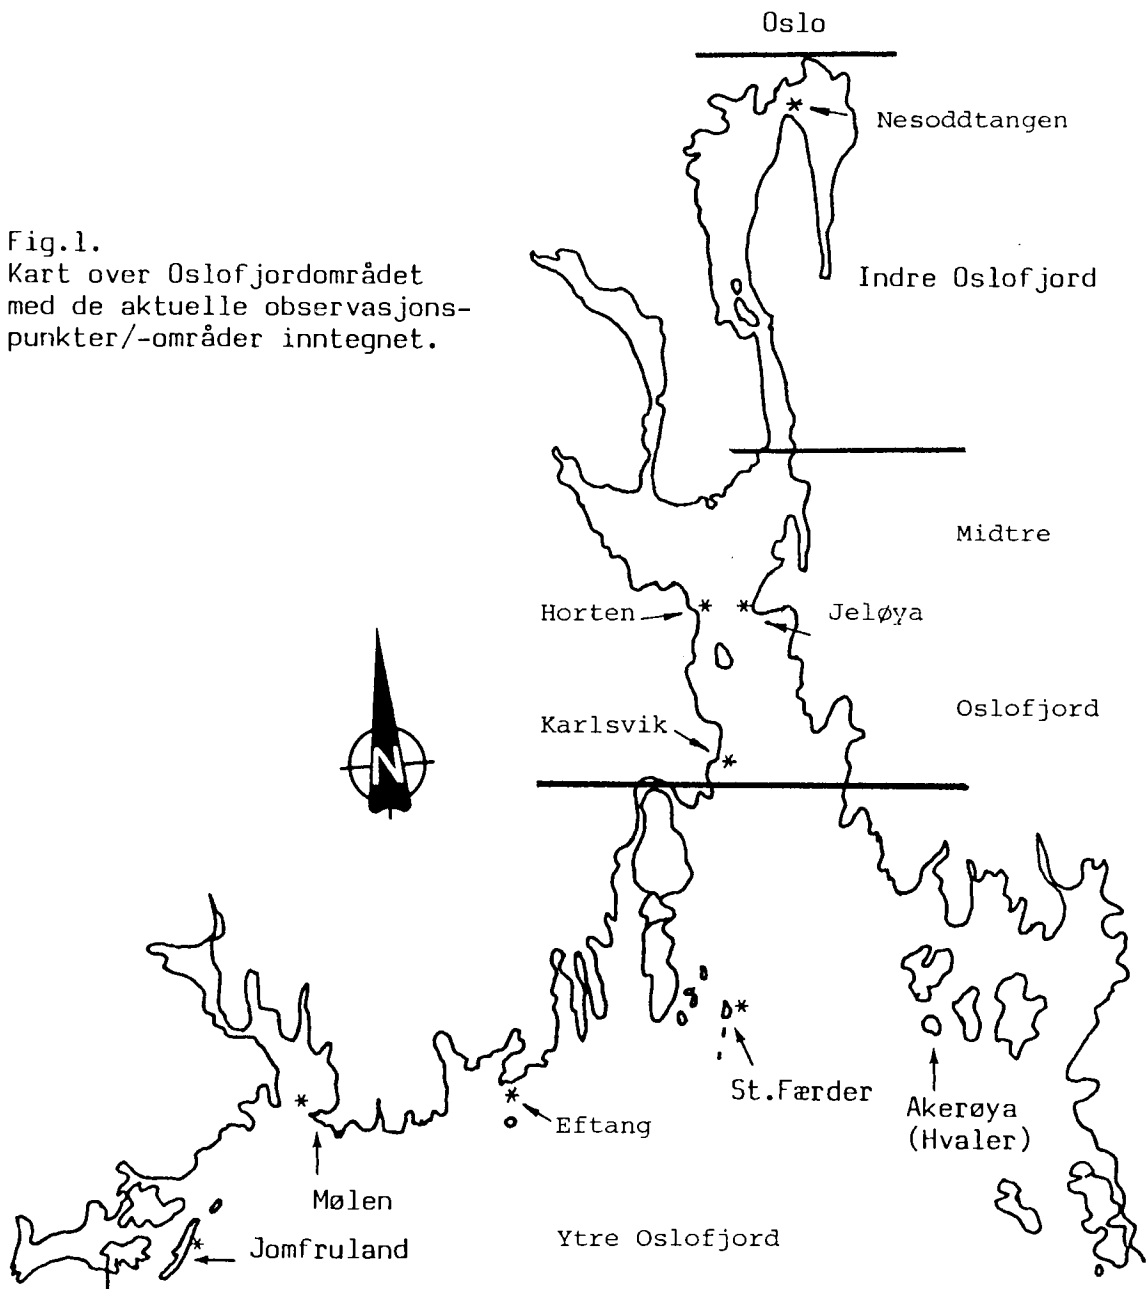 Oslo
Nesoddtangen
Fig.1.
Kart over Oslofjordområdet
med de aktuelle observasjons-
punkter/-områder inntegnet.
Indre Oslofjord
Midtre
Horten
Jeløya
Oslofjord
Karlsvik
N
St.Færder
Akerøya
(Hvaler)
Eftang
Mølen
Jomfruland
Ytre Oslofjord